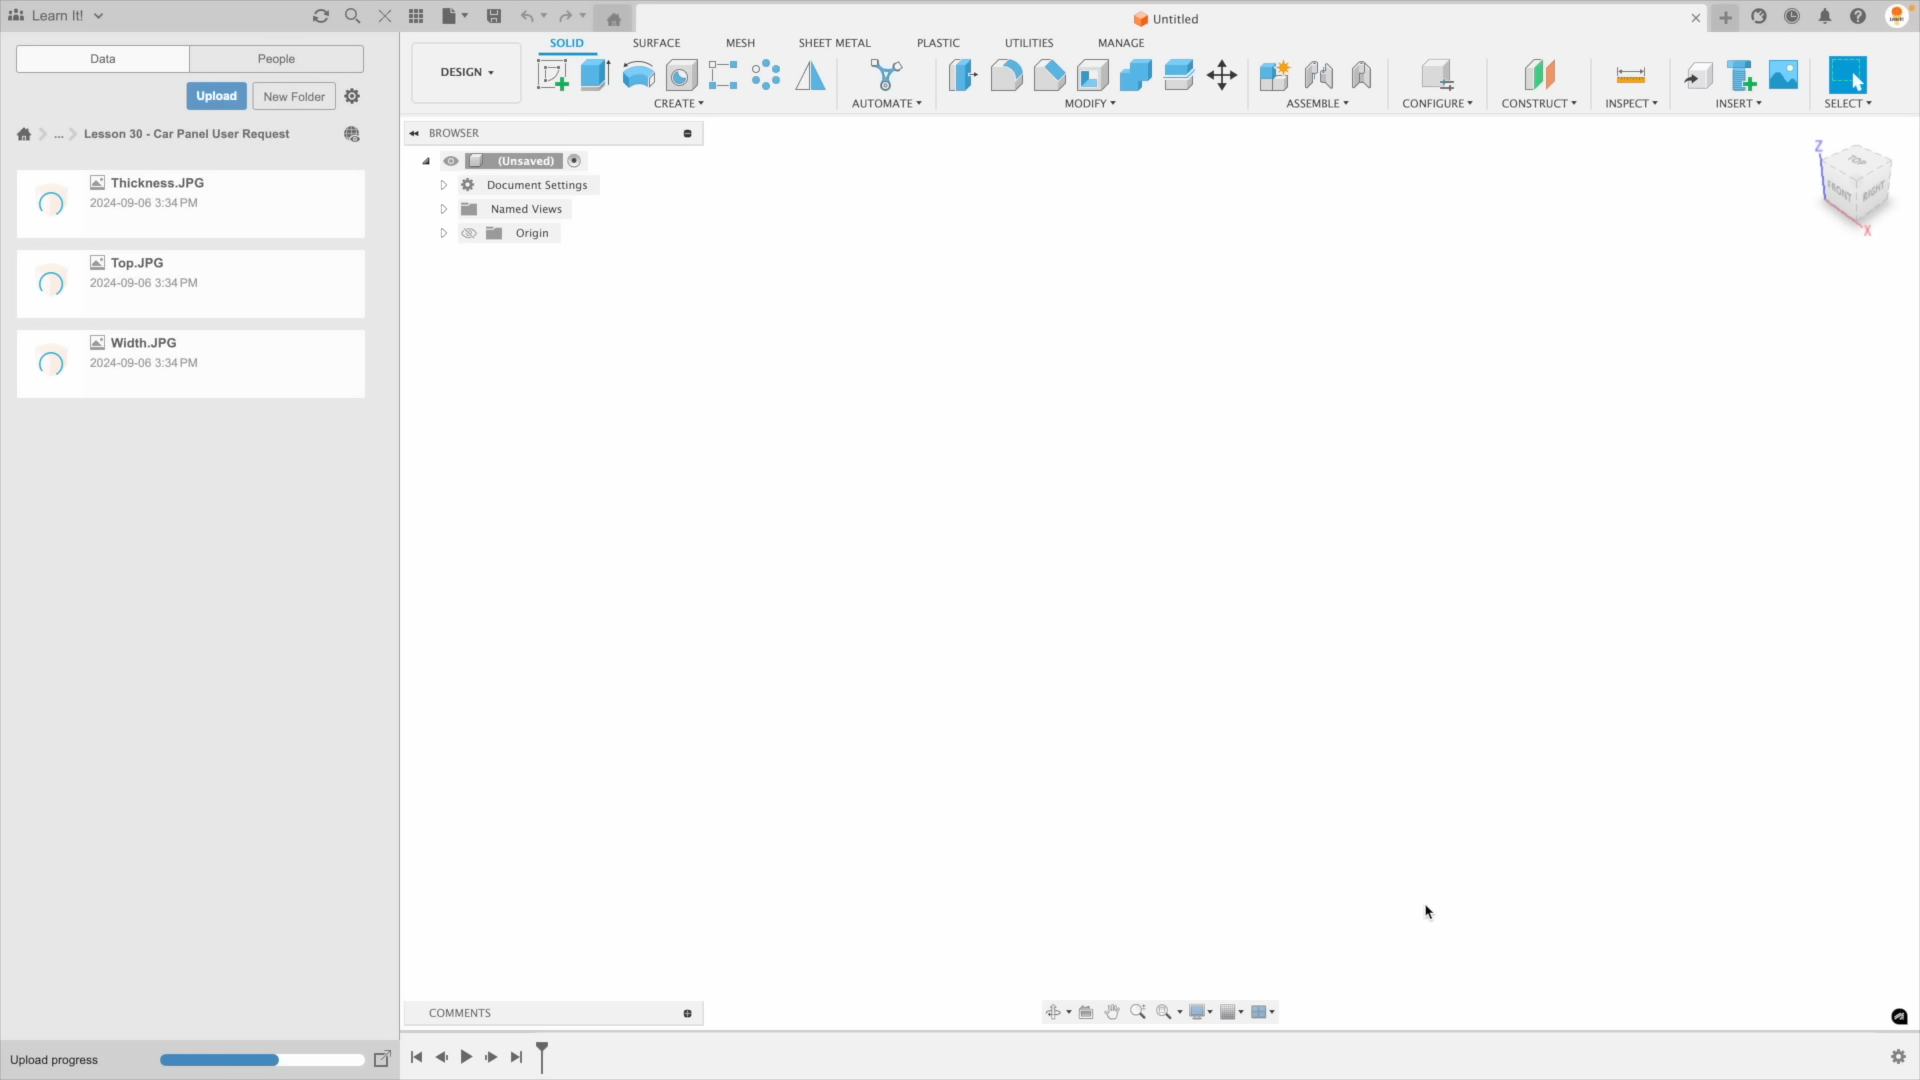 Learn It!
Untitled
Data
People
Upload
New Folder
... Lesson 30 - Car Panel User Request
Thickness.JPG
2024-09-06 3:34 PM
Top.JPG
2024-09-06 3:34 PM
Width.JPG
2024-09-06 3:34 PM
Upload progress
DESIGN
SOLID
SURFACE
MESH
SHEET METAL
PLASTIC
UTILITIES
MANAGE
CREATE
AUTOMATE
MODIFY
ASSEMBLE
CONFIGURE
CONSTRUCT
INSPECT
INSERT
SELECT
BROWSER
(Unsaved)
Document Settings
Named Views
Origin
Z
TOP
FRONT
RIGHT
X
COMMENTS